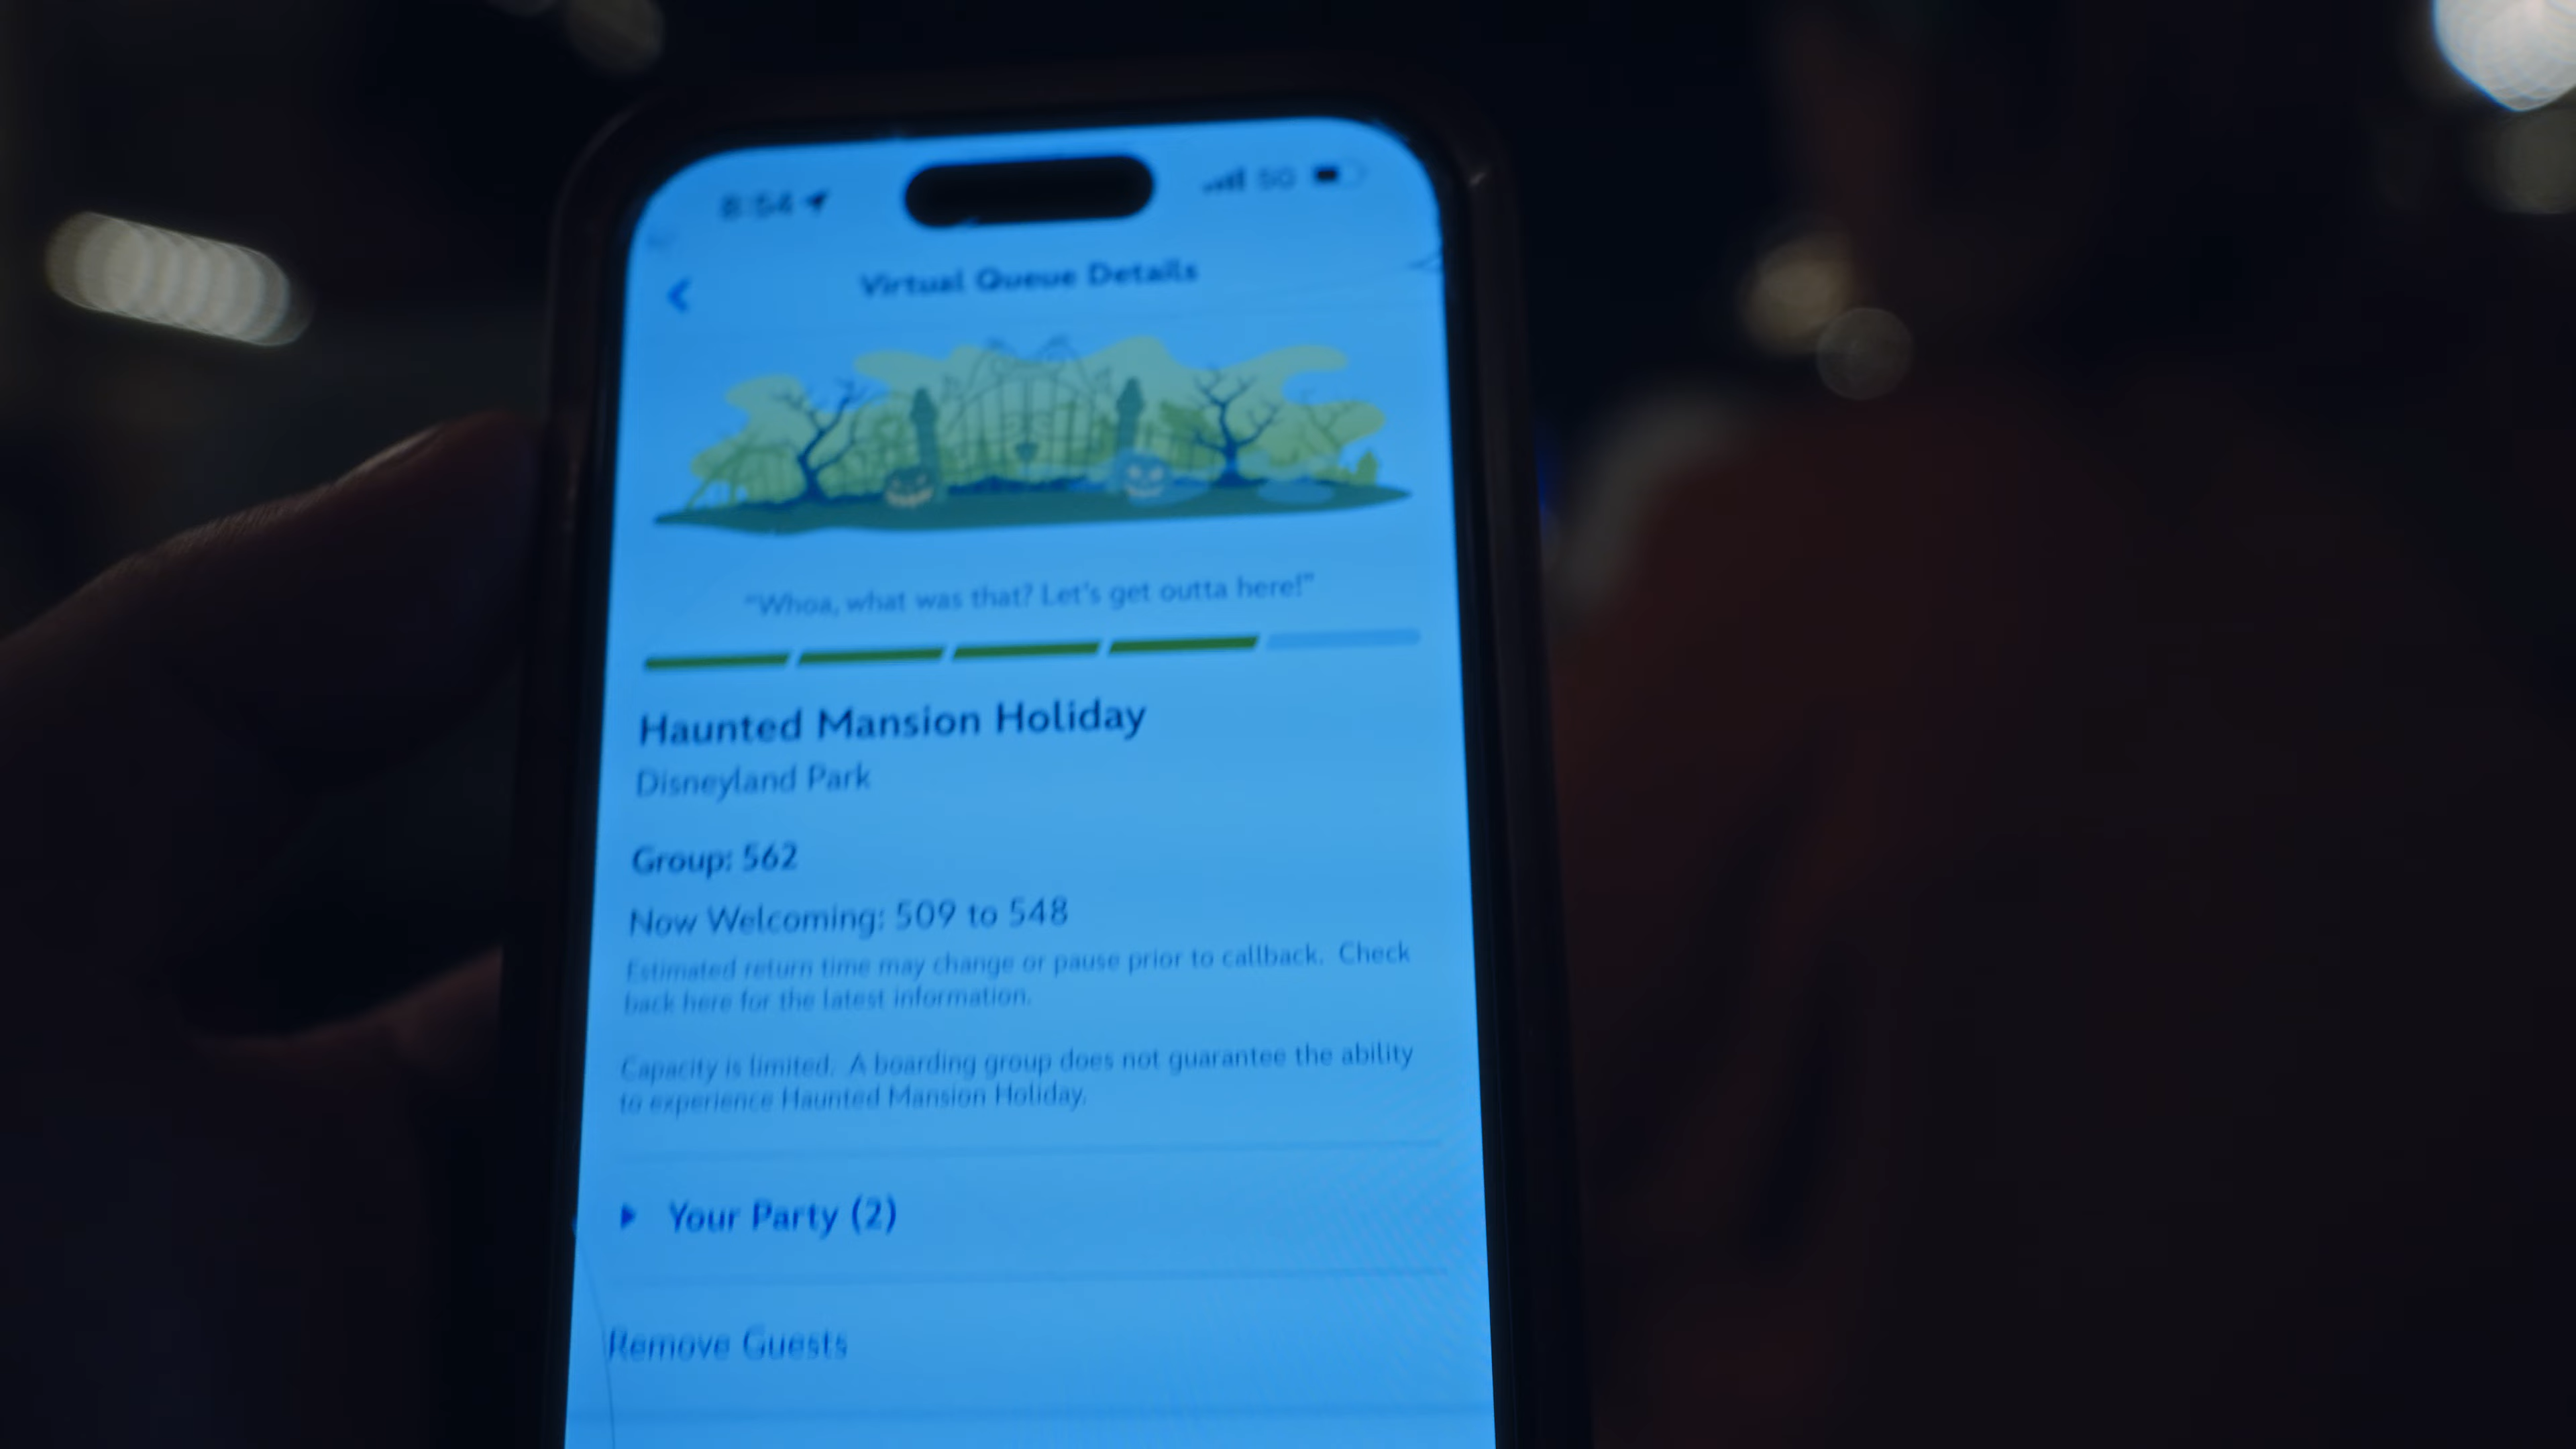 8:54
5G
Virtual Queue Details
"Whoa, what was that? Let's get outta here!"
Haunted Mansion Holiday
Disneyland Park
Group: 562
Now Welcoming: 509 to 548
Estimated return time may change or pause prior to callback. Check
back here for the latest information.
Capacity is limited. A boarding group does not guarantee the ability
to experience Haunted Mansion Holiday.
Your Party (2)
Remove Guests